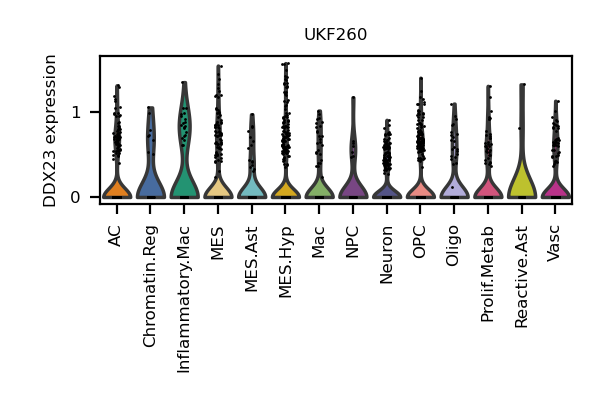 UKF260
DDX23 expression
1
0
AC
Chromatin.Reg
Inflammatory.Mac
MES
MES.Ast
MES.Hyp
Mac
NPC
Neuron
OPC
Oligo
Prolif.Metab
Reactive.Ast
Vasc